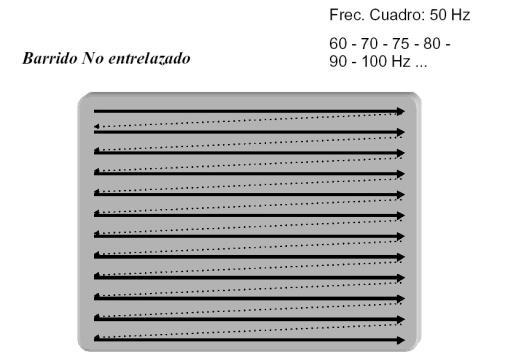 Frec. Cuadro: 50 Hz
60 - 70 - 75 - 80 -
90 - 100 Hz ...
Barrido No entrelazado